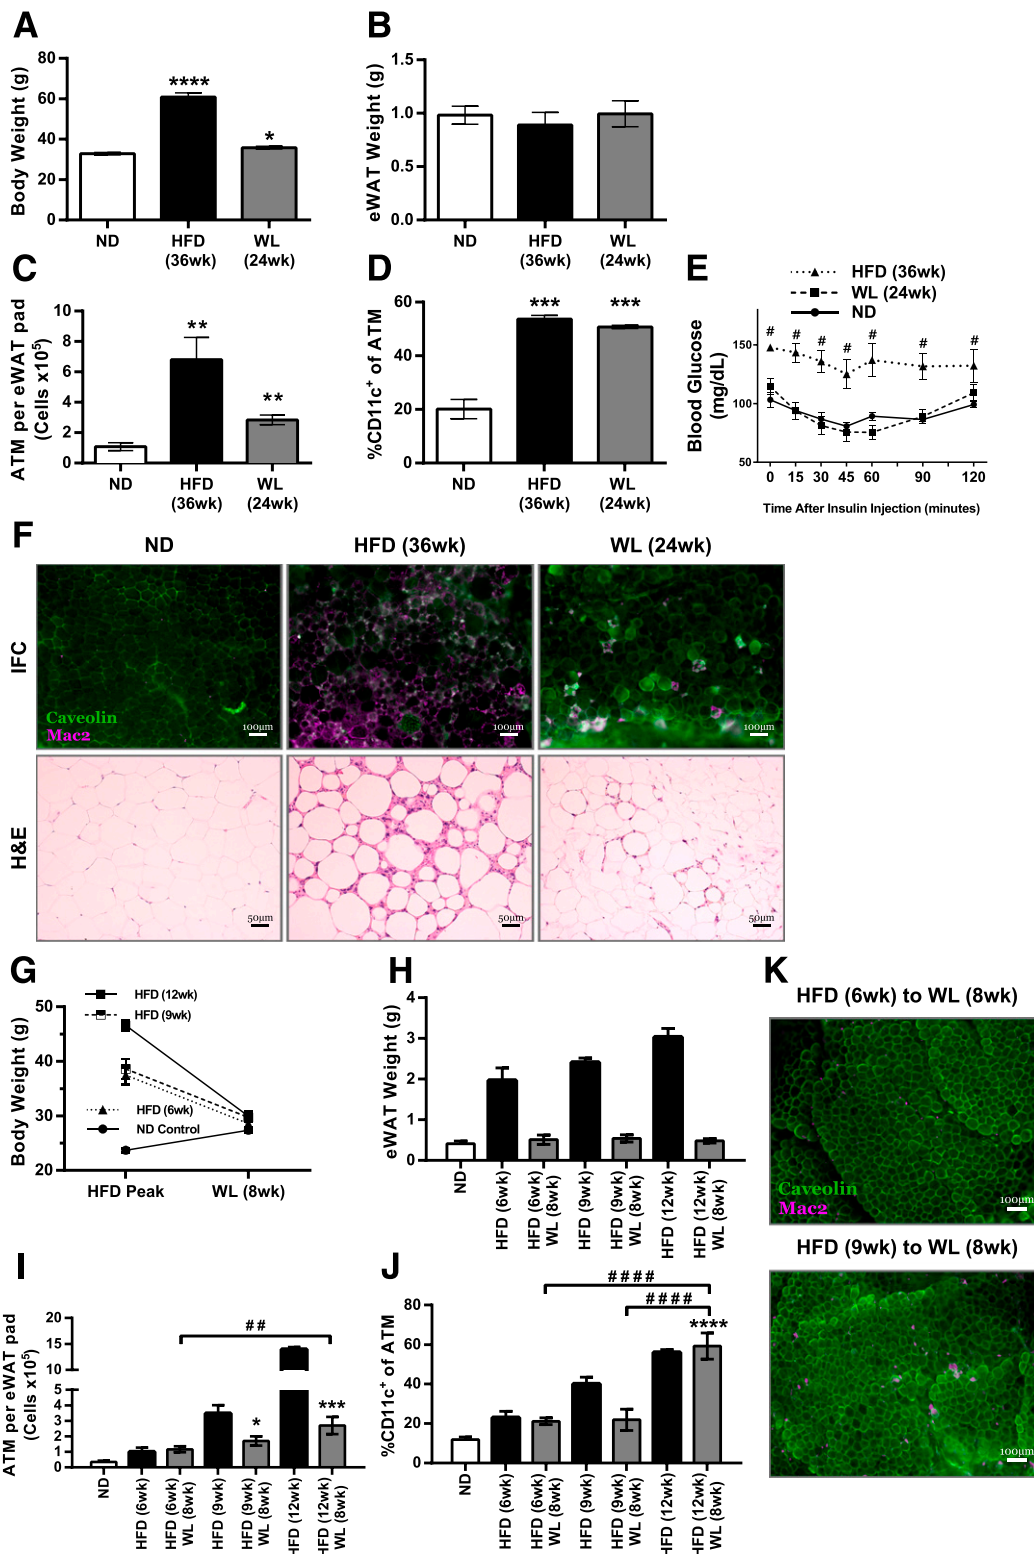 A
Body Weight (g)
80
60
40
20
0
****
*
ND
HFD
(36wk)
WL
(24wk)
B
eWAT Weight (g)
1.5
1.0
0.5
0.0
ND
HFD
(36wk)
WL
(24wk)
C
ATM per eWAT pad
(Cells x10⁵)
10
8
6
4
2
0
**
**
ND
HFD
(36wk)
WL
(24wk)
D
%CD11c⁺ of ATM
60
40
20
0
***
***
ND
HFD
(36wk)
WL
(24wk)
E
HFD (36wk)
WL (24wk)
ND
Blood Glucose
(mg/dL)
150
100
50
# # # # # # #
0 15 30 45 60 90 120
Time After Insulin Injection (minutes)
F
ND HFD (36wk) WL (24wk)
IFC
Caveolin
Mac2
100µm
100µm
100µm
H&E
50µm
50µm
50µm
G
HFD (12wk)
HFD (9wk)
HFD (6wk)
ND Control
Body Weight (g)
50
40
30
20
HFD Peak WL (8wk)
H
eWAT Weight (g)
4
3
2
1
0
ND
HFD (6wk)
HFD (6wk)
WL (8wk)
HFD (9wk)
HFD (9wk)
WL (8wk)
HFD (12wk)
HFD (12wk)
WL (8wk)
I
ATM per eWAT pad
(Cells x10⁵)
20
15
10
5
4
3
2
1
0
##
*
***
ND
HFD (6wk)
HFD (6wk)
WL (8wk)
HFD (9wk)
HFD (9wk)
WL (8wk)
HFD (12wk)
HFD (12wk)
WL (8wk)
J
%CD11c⁺ of ATM
80
60
40
20
0
####
####
****
ND
HFD (6wk)
HFD (6wk)
WL (8wk)
HFD (9wk)
HFD (9wk)
WL (8wk)
HFD (12wk)
HFD (12wk)
WL (8wk)
K
HFD (6wk) to WL (8wk)
Caveolin
Mac2
100µm
HFD (9wk) to WL (8wk)
100µm